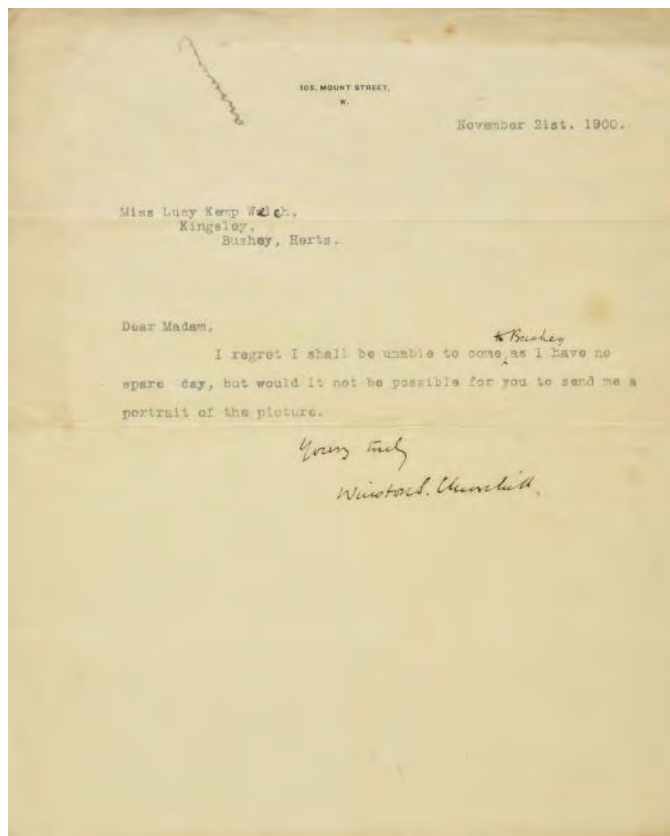 105, MOUNT STREET,
W.
November 21st. 1900.
Miss Lucy Kemp Welch,
Kingsley,
Bushey, Herts.
Dear Madam,
to Bushey
I regret I shall be unable to come as I have no
spare day, but would it not be possible for you to send me a
portrait of the picture.
Yours truly
Winston S. Churchill